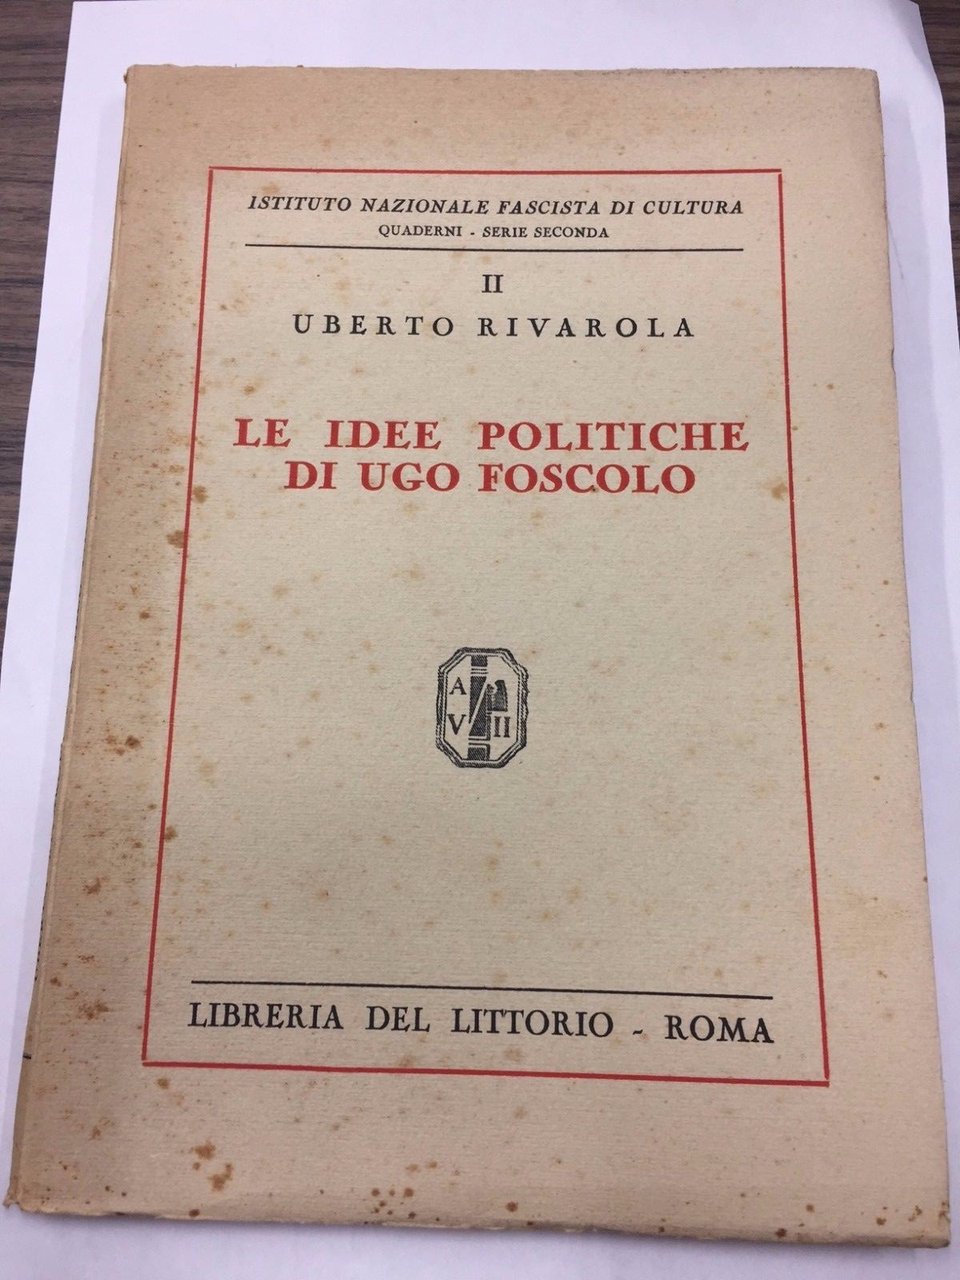 ISTITUTO NAZIONALE FASCISTA DI CULTURA
QUADERNI - SERIE SECONDA
II
UBERTO RIVAROLA
LE IDEE POLITICHE
DI UGO FOSCOLO
A
V II
LIBRERIA DEL LITTORIO - ROMA